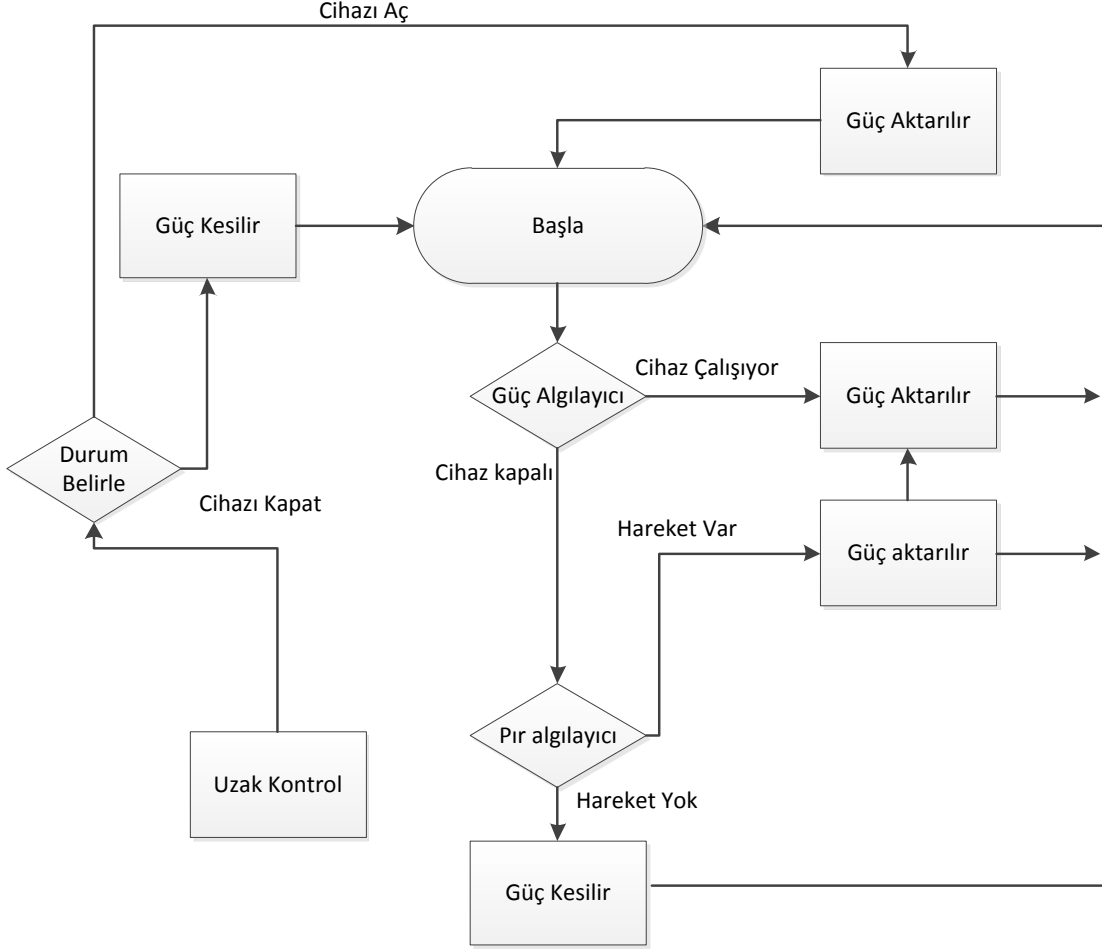 Cihazı Aç
Güç Aktarılır
Güç Kesilir
Başla
Cihaz Çalışıyor
Güç Algılayıcı
Güç Aktarılır
Durum
Belirle
Cihaz kapalı
Cihazı Kapat
Hareket Var
Güç aktarılır
Pır algılayıcı
Uzak Kontrol
Hareket Yok
Güç Kesilir